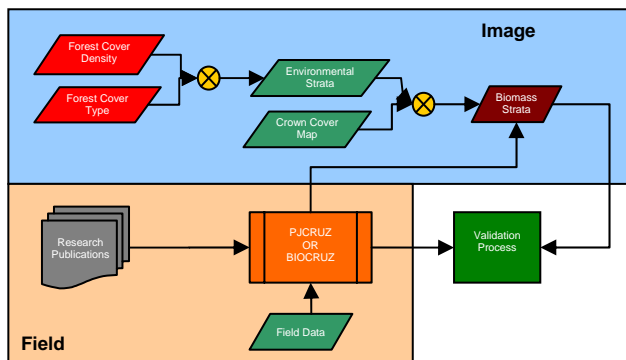 Image
Forest Cover
Density
Forest Cover
Type
Environmental
Strata
Crown Cover
Map
Biomass
Strata
Research
Publications
PJCRUZ
OR
BIOCRUZ
Validation
Process
Field Data
Field